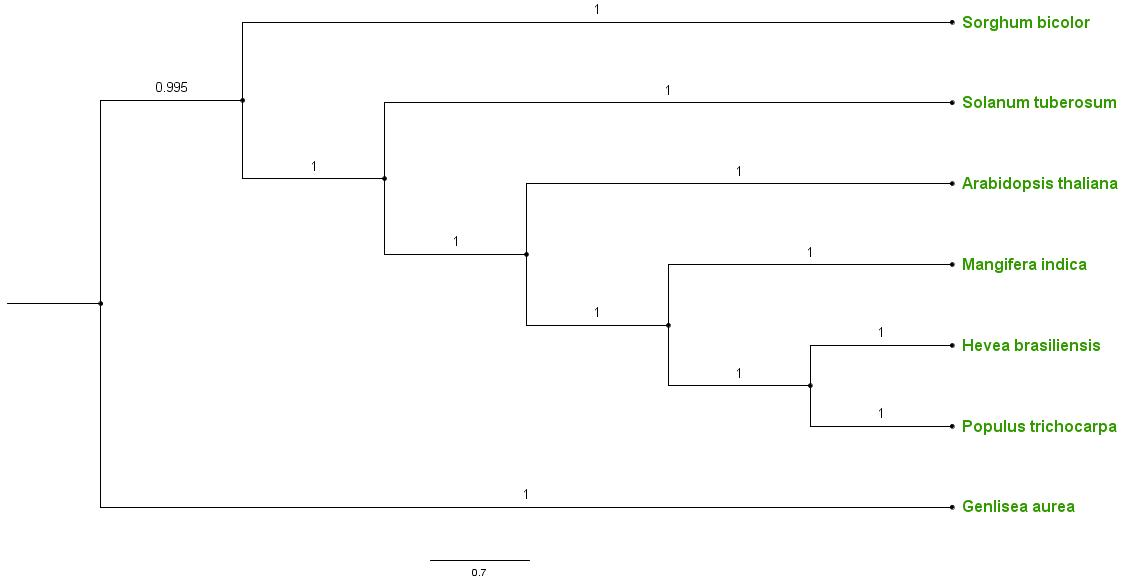 1
Sorghum bicolor
0.995
1
Solanum tuberosum
1
1
Arabidopsis thaliana
1
1
Mangifera indica
1
1
Hevea brasiliensis
1
1
Populus trichocarpa
1
Genlisea aurea
0.7